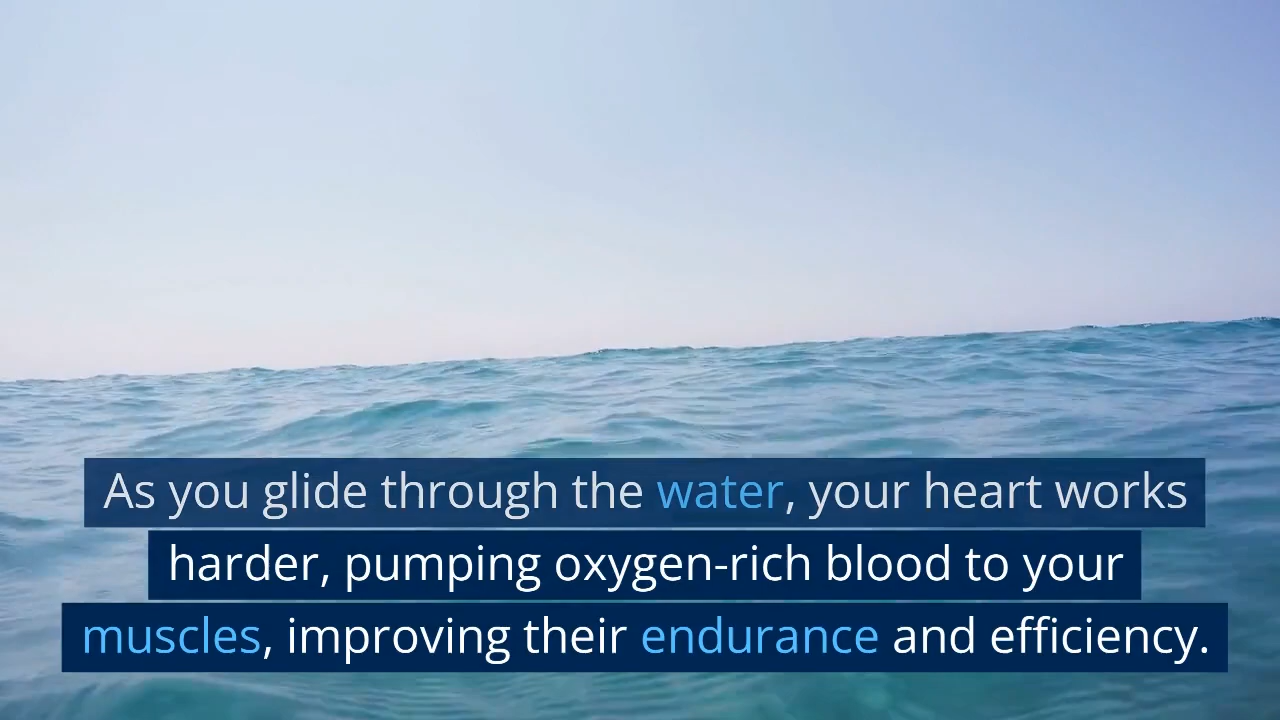 As you glide through the water, your heart works
harder, pumping oxygen-rich blood to your
muscles, improving their endurance and efficiency.